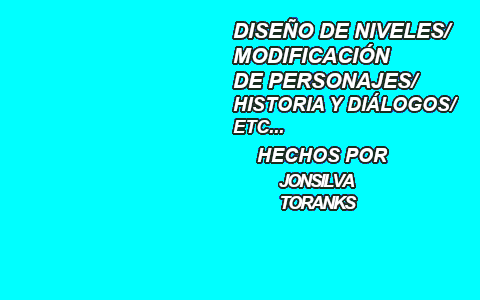 DISEÑO DE NIVELES/
MODIFICACIÓN
DE PERSONAJES/
HISTORIA Y DIÁLOGOS/
ETC...
HECHOS POR
JONSILVA
TORANKS